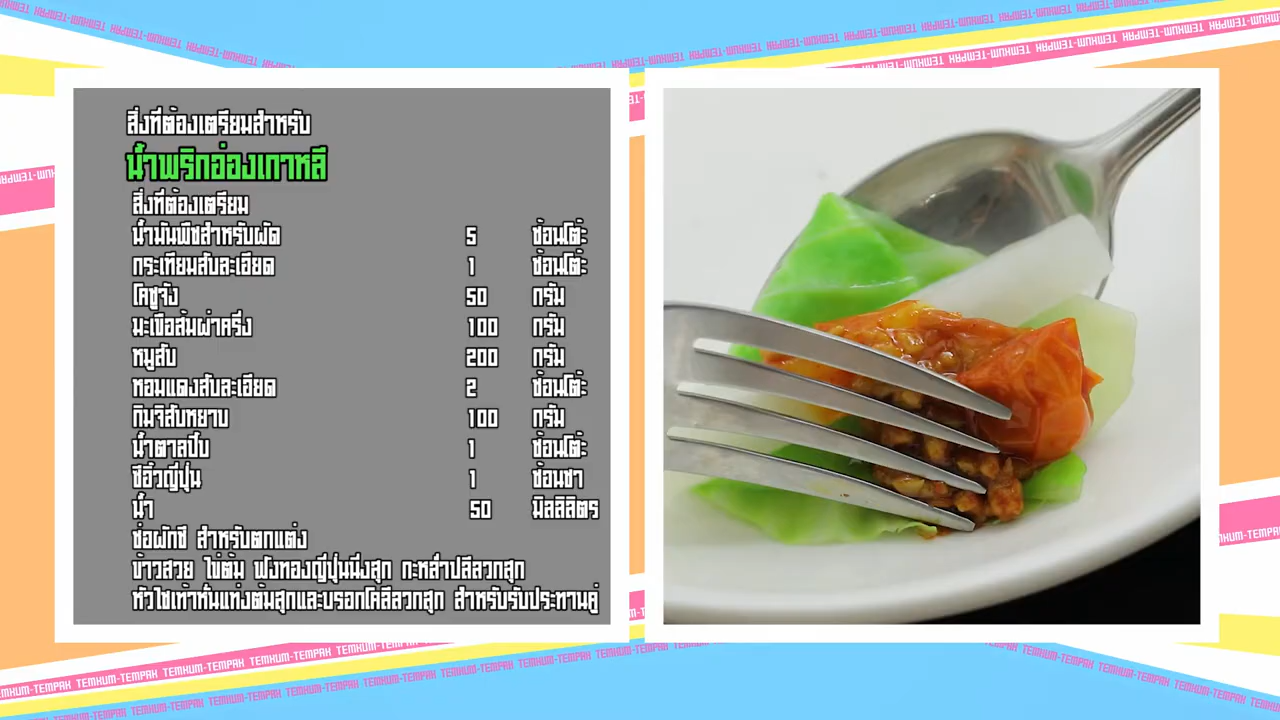 สิ่งที่ต้องเตรียมสำหรับ
น้ำพริกอ่องเกาหลี
สิ่งที่ต้องเตรียม
น้ำมันพืชสำหรับผัด 5 ช้อนโต๊ะ
กระเทียมสับละเอียด 1 ช้อนโต๊ะ
โคชูจัง 50 กรัม
มะเขือส้มผ่าครึ่ง 100 กรัม
หมูสับ 200 กรัม
หอมแดงสับละเอียด 2 ช้อนโต๊ะ
กิมจิสับหยาบ 100 กรัม
น้ำตาลปี๊บ 1 ช้อนโต๊ะ
ซีอิ๊วญี่ปุ่น 1 ช้อนชา
น้ำ 50 มิลลิลิตร
ช่อผักชี สำหรับตกแต่ง
ข้าวสวย ไข่ต้ม ฟักทองญี่ปุ่นนึ่งสุก กะหล่ำปลีลวกสุก
หัวไชเท้าหั่นแท่งต้มสุกและบรอกโคลีลวกสุก สำหรับรับประทานคู่
TEMHUM-TEMPAK TEMHUM-TEMPAK TEMHUM-TEMPAK TEMHUM-TEMPAK TEMHUM-TEMPAK